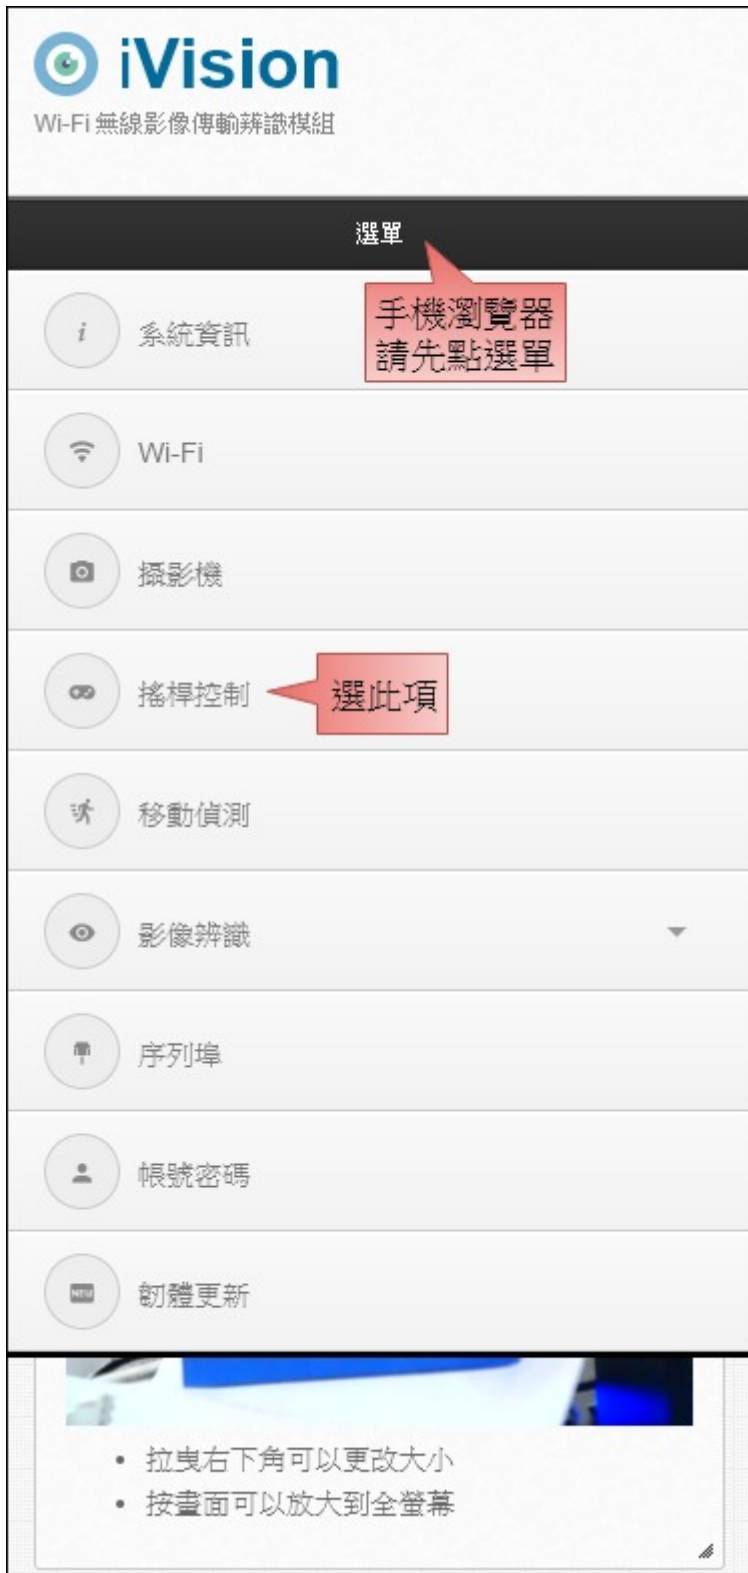 iVision
Wi-Fi 無線影像傳輸辨識模組
選單
手機瀏覽器
請先點選單
系統資訊
Wi-Fi
攝影機
搖桿控制
選此項
移動偵測
影像辨識
序列埠
帳號密碼
NEW
韌體更新
拉曳右下角可以更改大小
按畫面可以放大到全螢幕